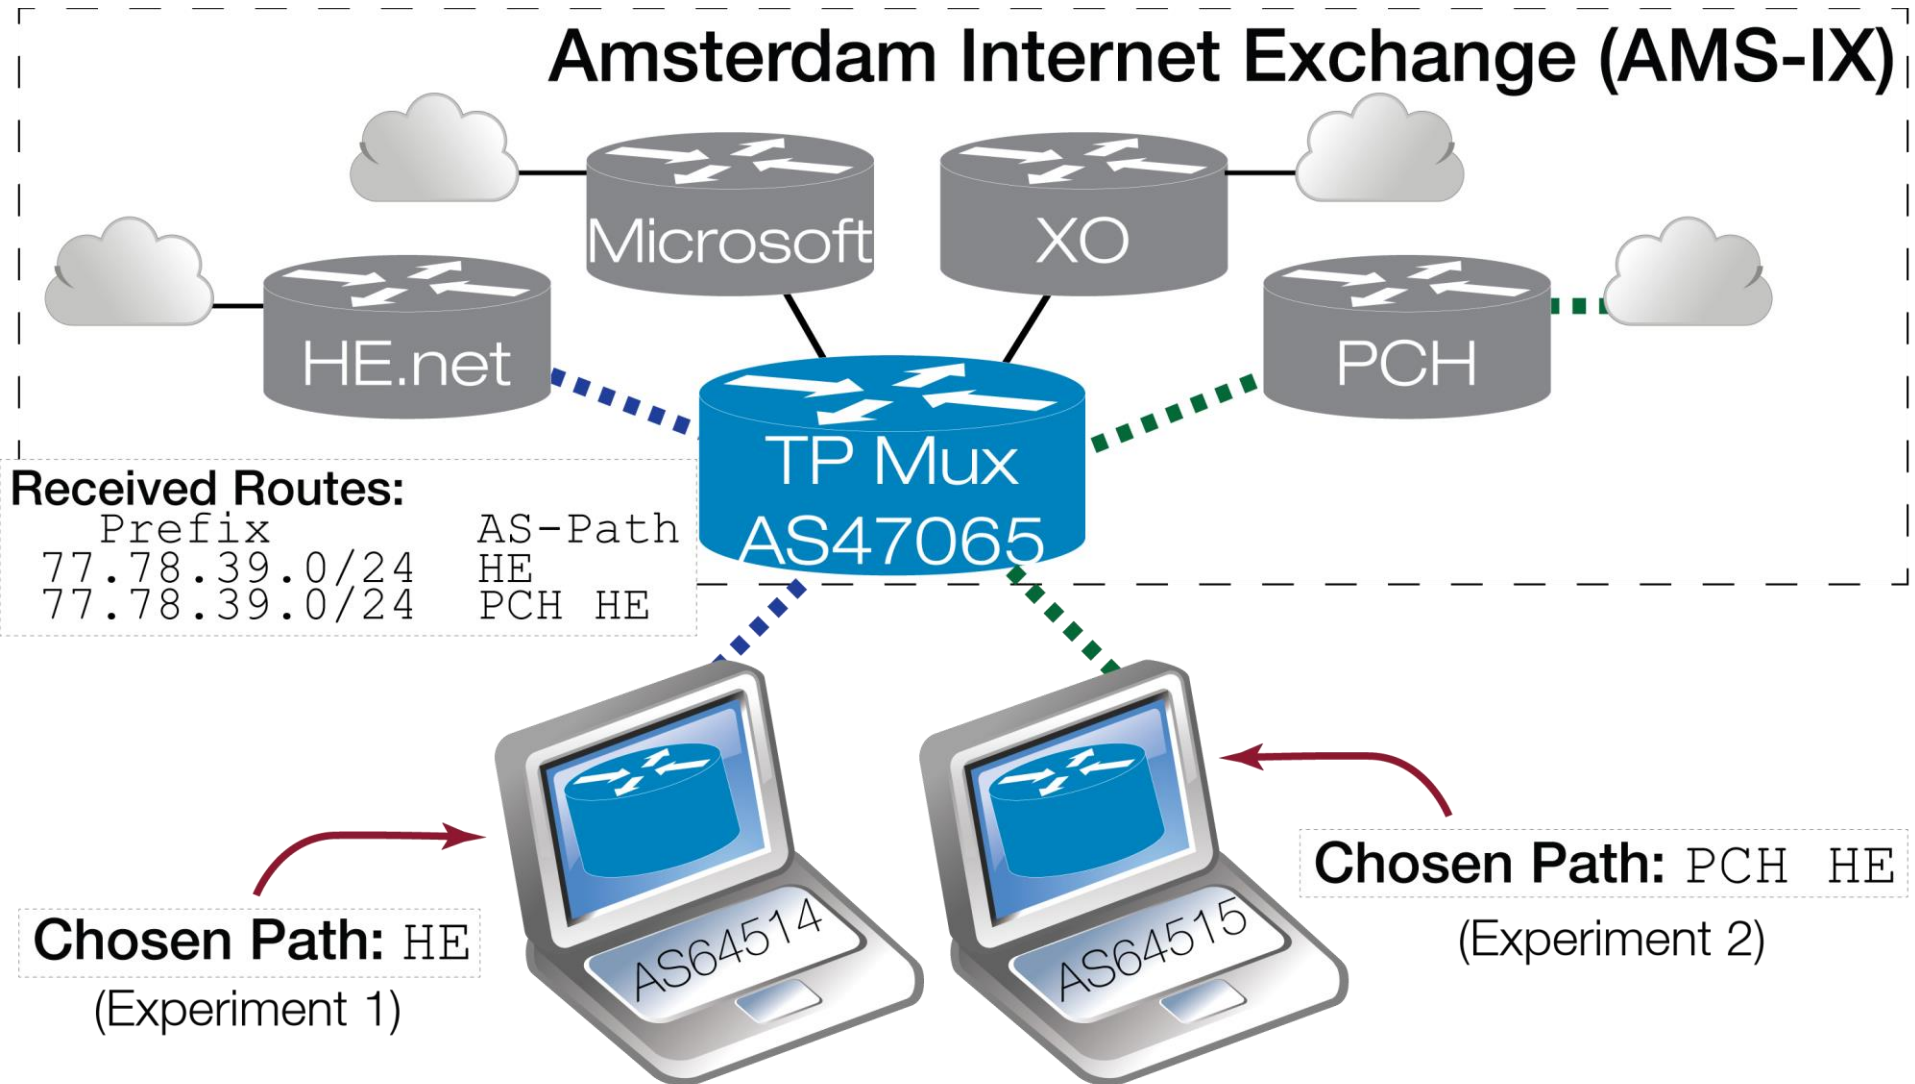 Amsterdam Internet Exchange (AMS-IX)
Microsoft
XO
HE.net
PCH
TP Mux
AS47065
Received Routes:
Prefix AS-Path
77.78.39.0/24 HE
77.78.39.0/24 PCH HE
AS64514
AS64515
Chosen Path: HE
(Experiment 1)
Chosen Path: PCH HE
(Experiment 2)